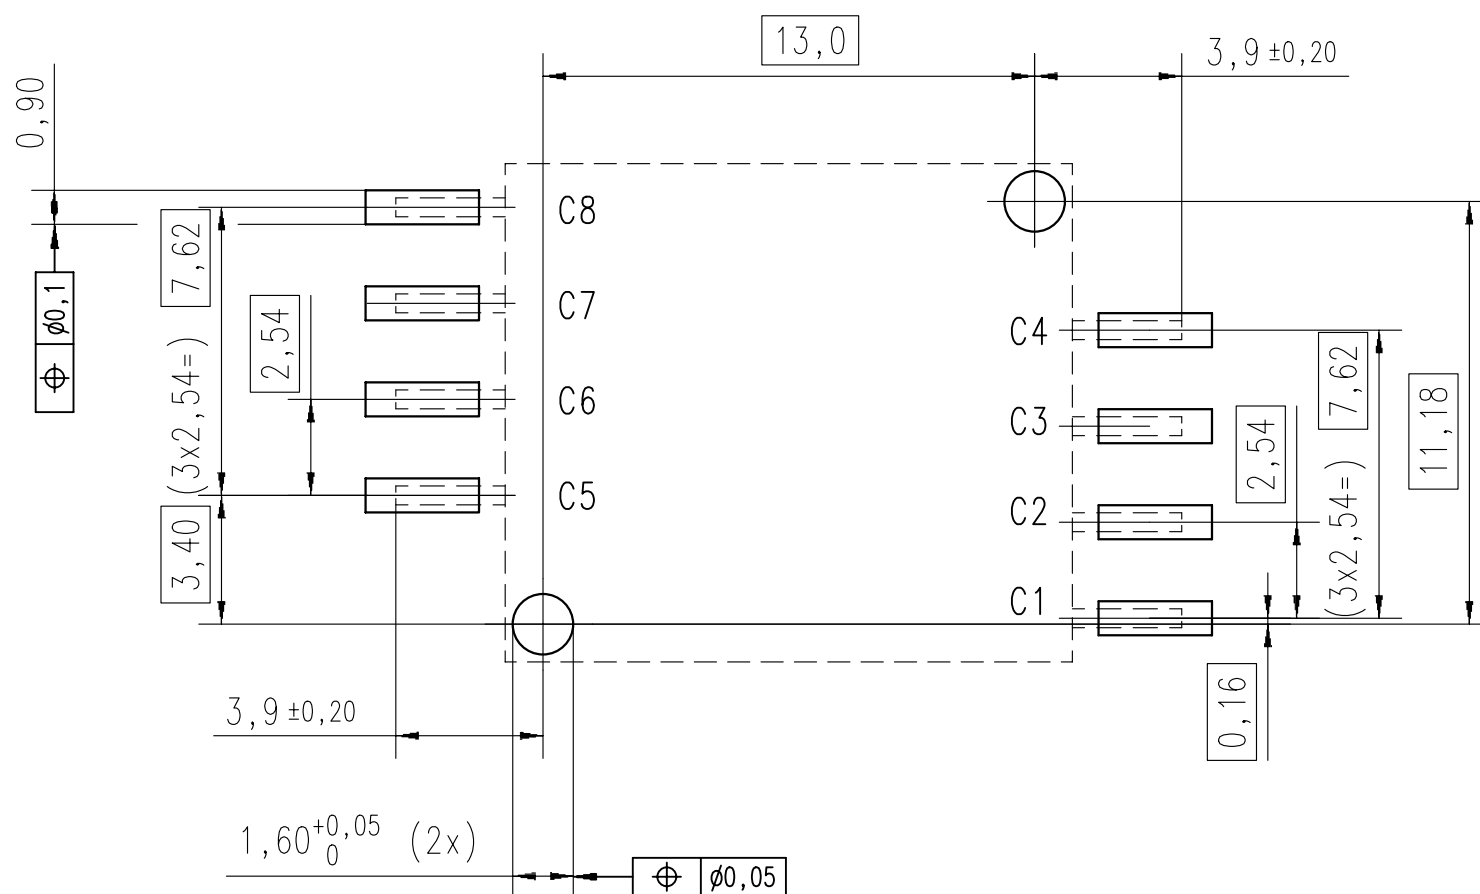 13,0
3,9 ±0,20
0,90
C8
7,62
⌖ ø0,1
C7
2,54
C4
7,62
(3x2,54=)
C6
11,18
C3
2,54
C5
C2
(3x2,54=)
3,40
C1
0,16
3,9 ±0,20
1,60 +0,05 0 (2x)
⌖ ø0,05